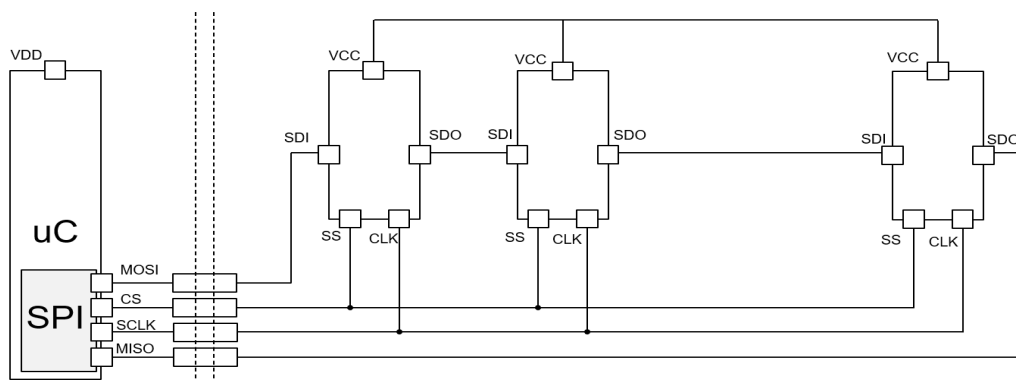 VDD
VCC
VCC
VCC
SDI
SDO
SDI
SDO
SDI
SDO
uC
SS
CLK
SS
CLK
SS
CLK
MOSI
SPI
CS
SCLK
MISO